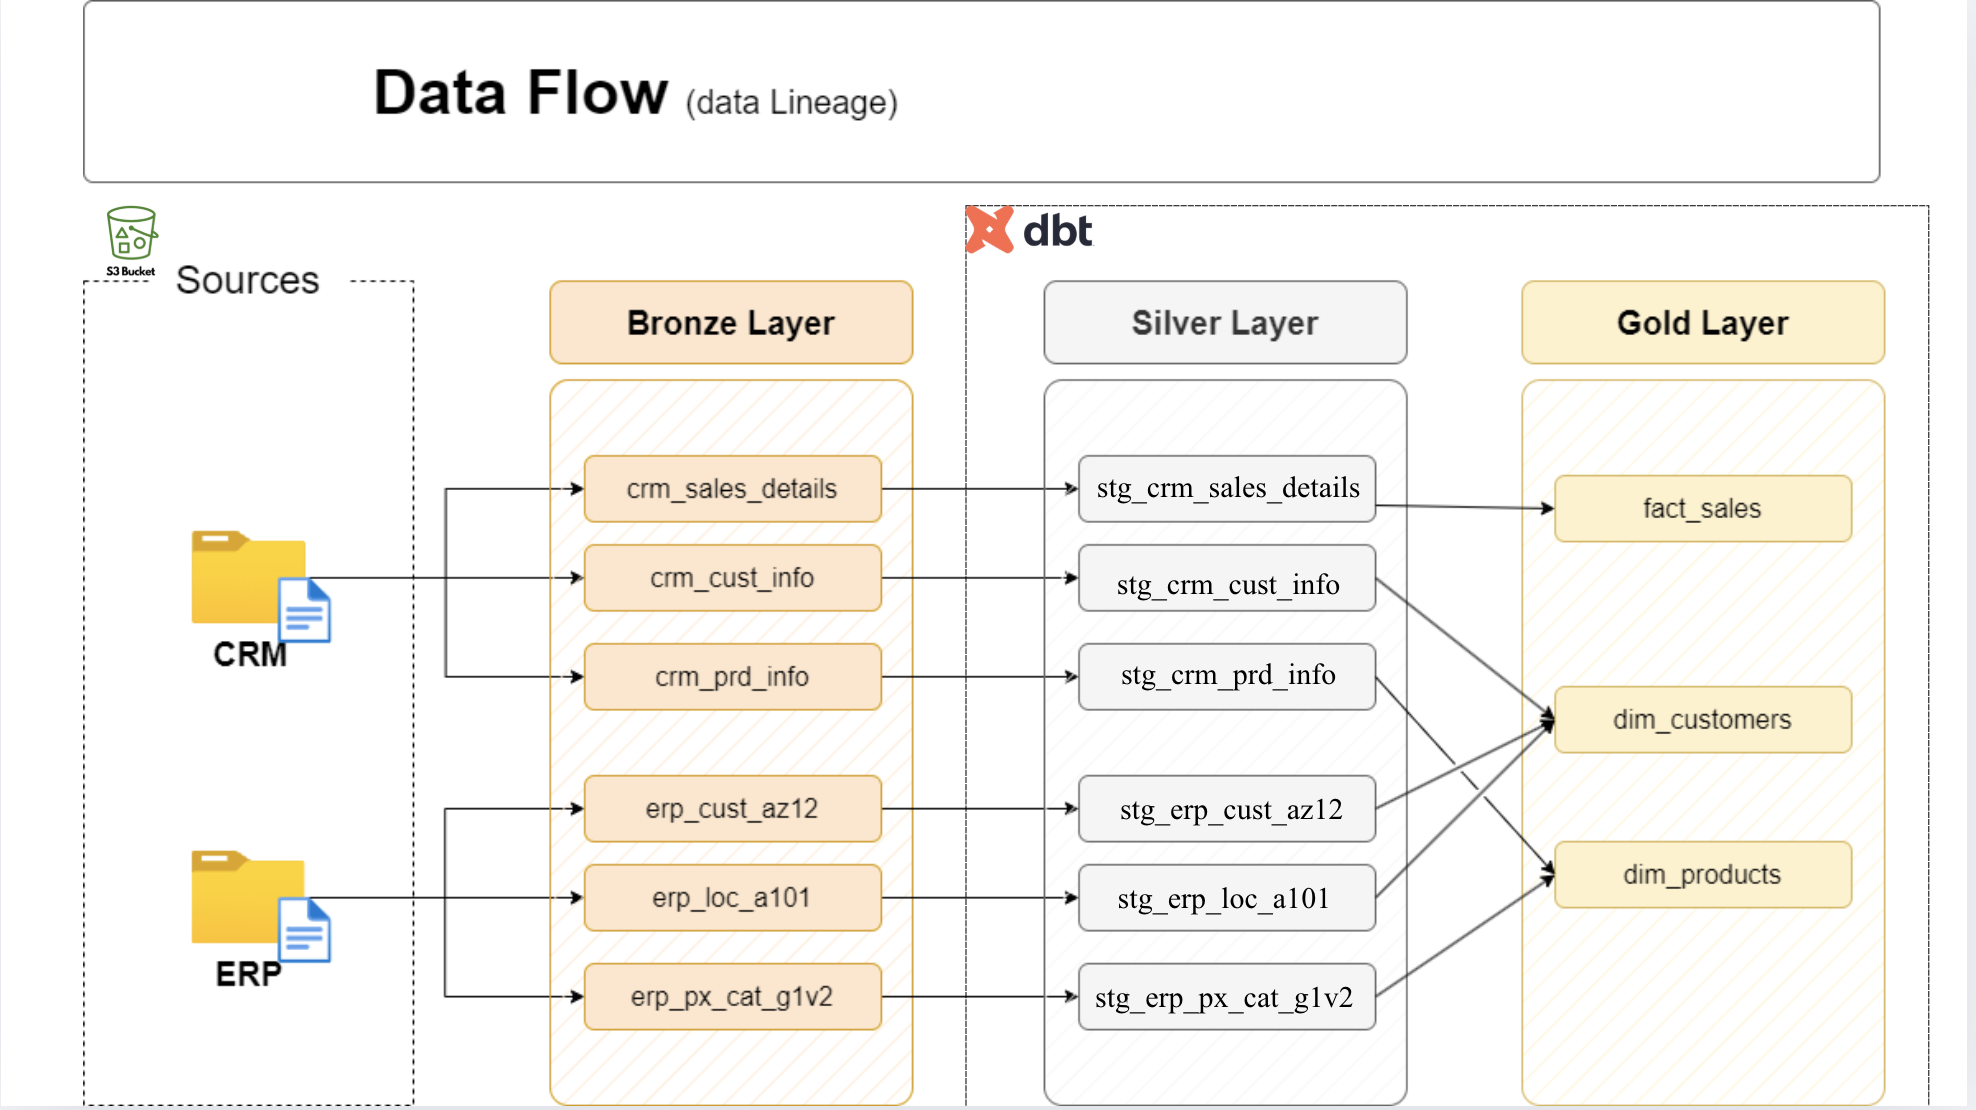 Data Flow (data Lineage)
S3 Bucket
Sources
dbt
Bronze Layer
Silver Layer
Gold Layer
crm_sales_details
stg_crm_sales_details
fact_sales
crm_cust_info
stg_crm_cust_info
CRM
crm_prd_info
stg_crm_prd_info
dim_customers
erp_cust_az12
stg_erp_cust_az12
dim_products
erp_loc_a101
stg_erp_loc_a101
ERP
erp_px_cat_g1v2
stg_erp_px_cat_g1v2